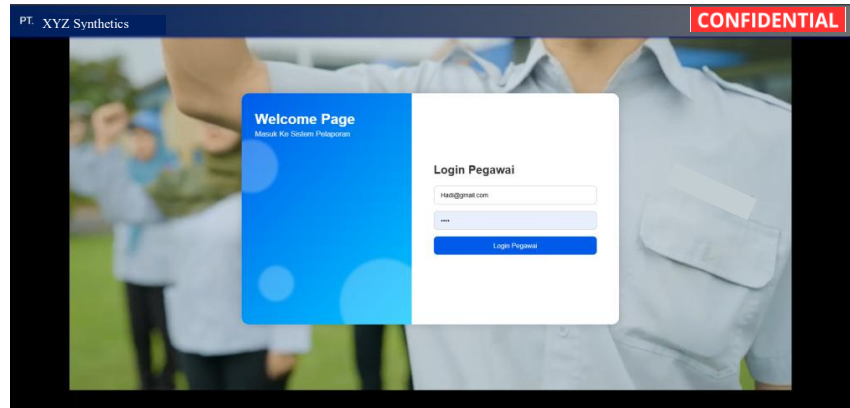 PT. XYZ Synthetics
CONFIDENTIAL
Welcome Page
Masuk Ke Sistem Pelaporan
Login Pegawai
Hadi@gmail.com
••••
Login Pegawai